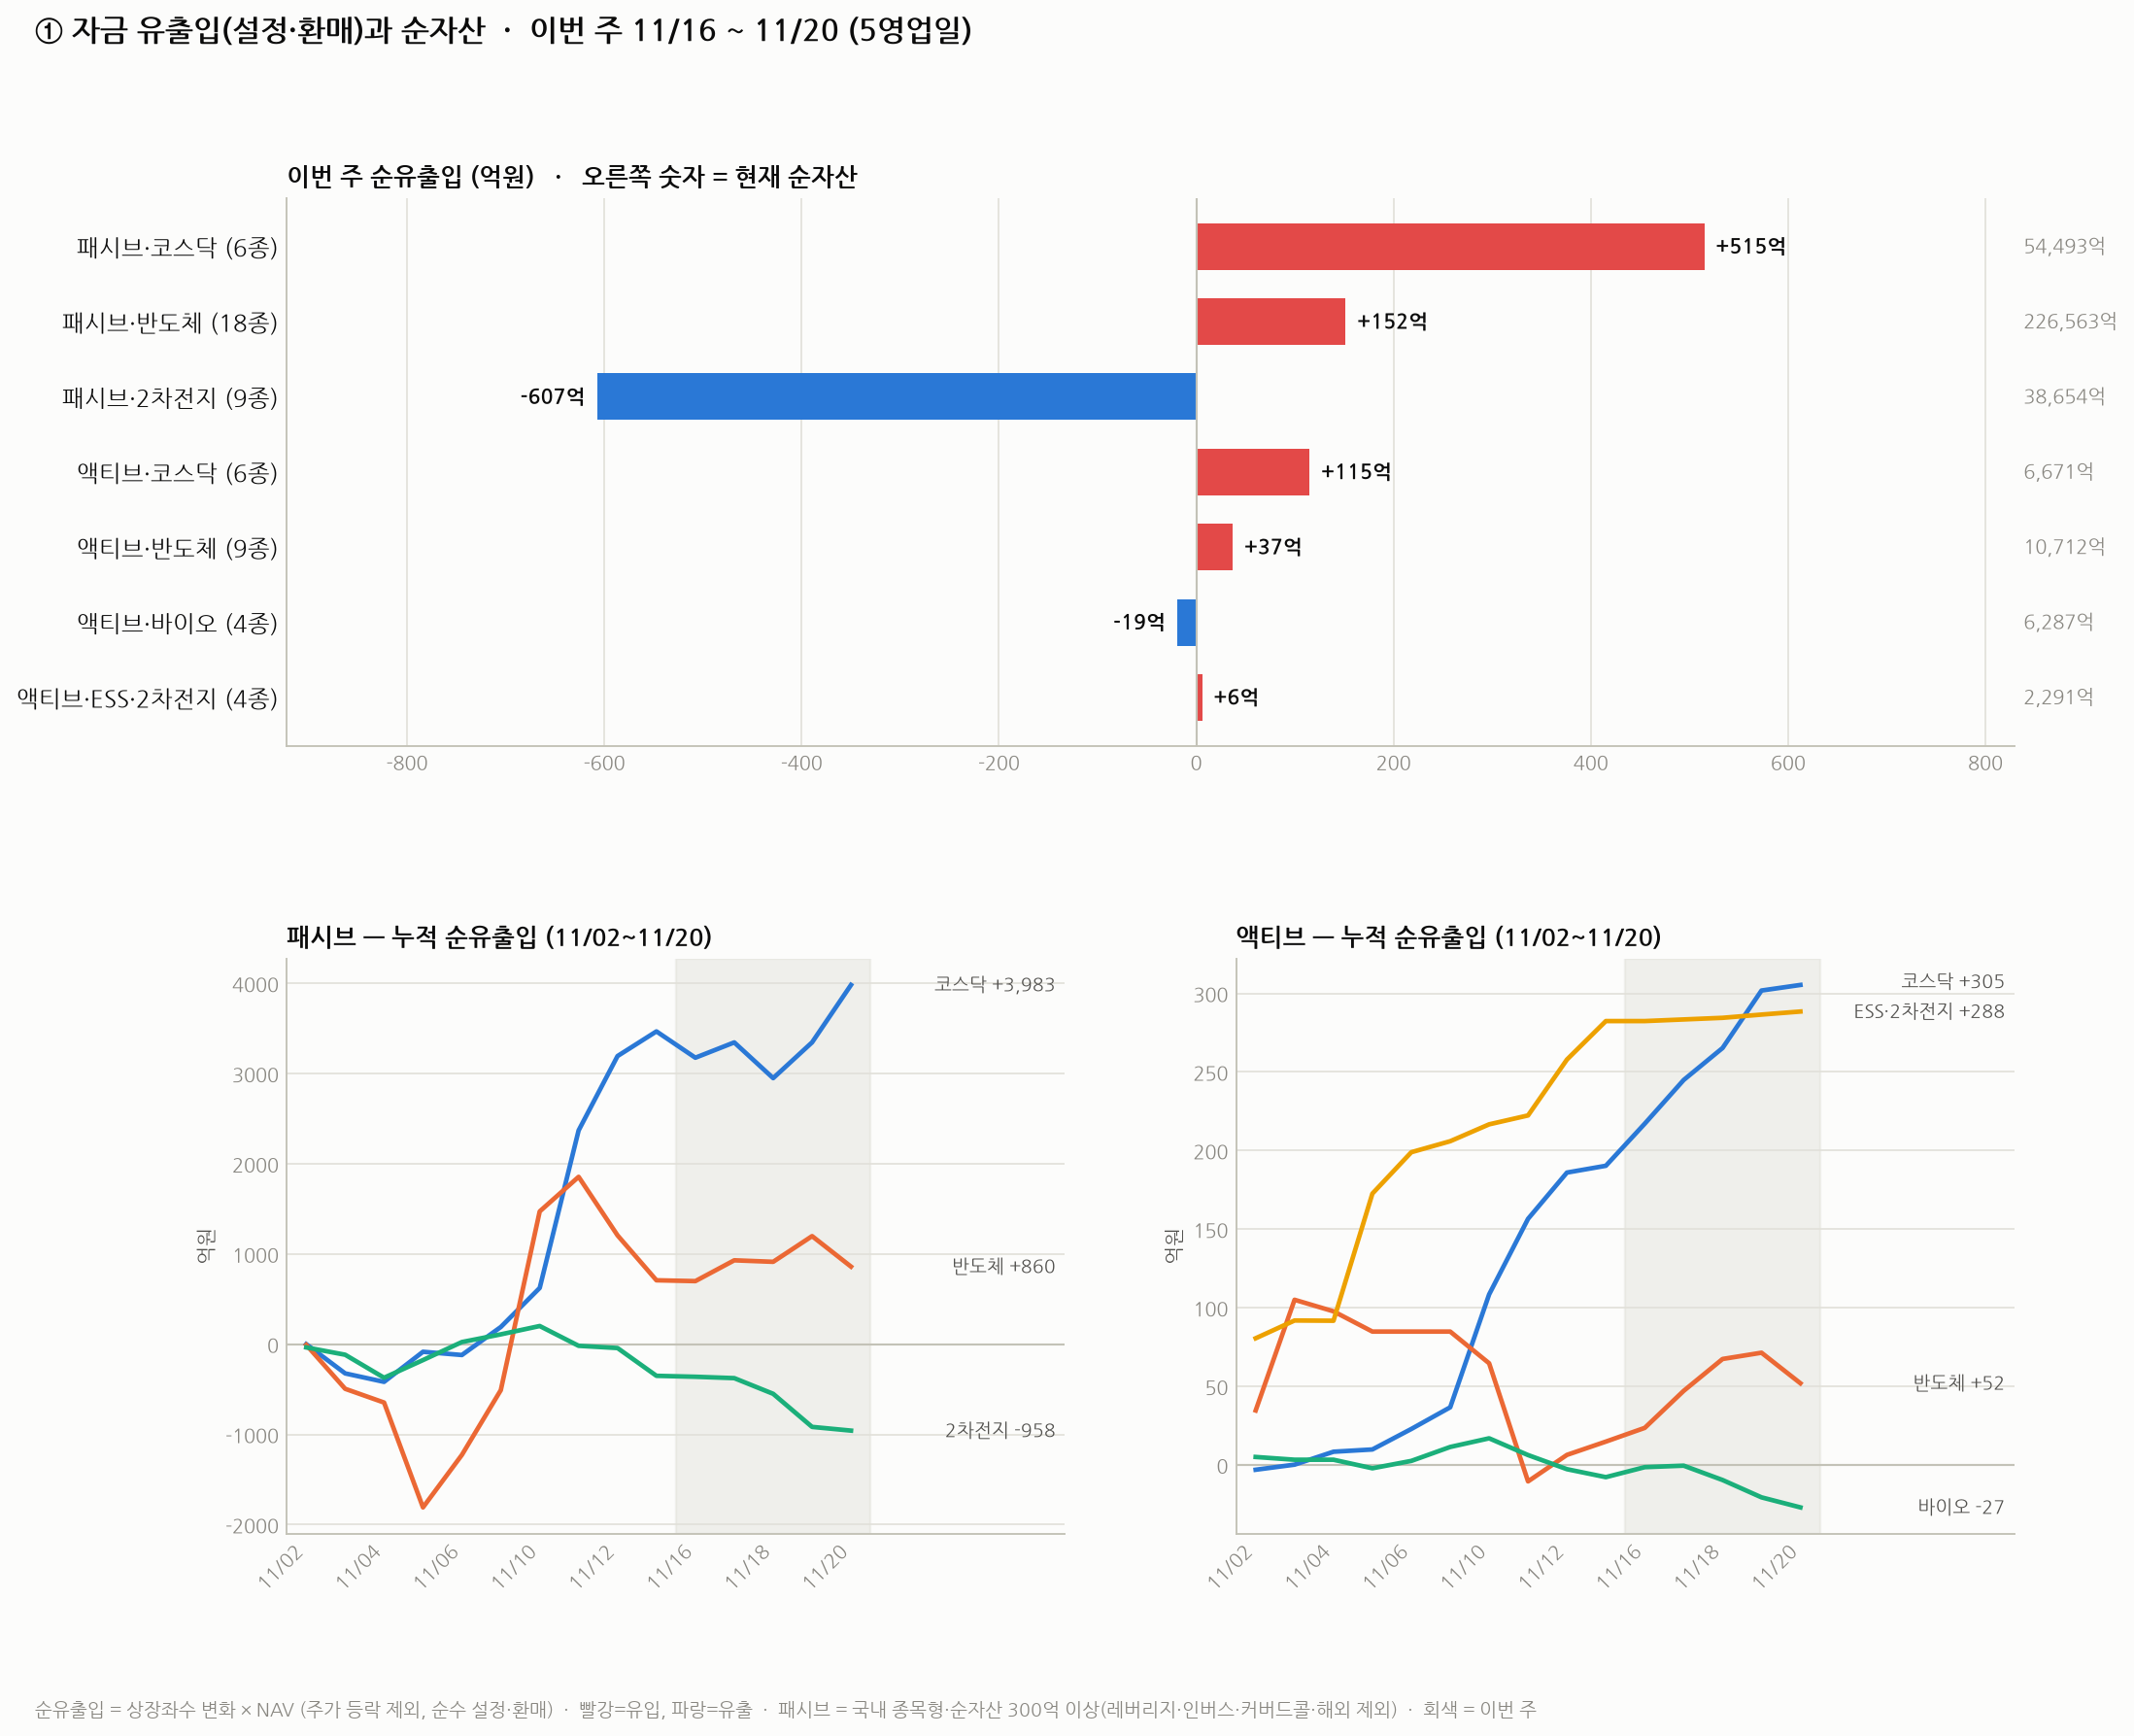 ① 자금 유출입(설정·환매)과 순자산 · 이번 주 11/16 ~ 11/20 (5영업일)
이번 주 순유출입 (억원) · 오른쪽 숫자 = 현재 순자산
패시브·코스닥 (6종) +515억 54,493억
패시브·반도체 (18종) +152억 226,563억
패시브·2차전지 (9종) -607억 38,654억
액티브·코스닥 (6종) +115억 6,671억
액티브·반도체 (9종) +37억 10,712억
액티브·바이오 (4종) -19억 6,287억
액티브·ESS·2차전지 (4종) +6억 2,291억
-800 -600 -400 -200 0 200 400 600 800
패시브 — 누적 순유출입 (11/02~11/20)
억원
4000
3000
2000
1000
0
-1000
-2000
코스닥 +3,983
반도체 +860
2차전지 -958
11/02 11/04 11/06 11/10 11/12 11/16 11/18 11/20
액티브 — 누적 순유출입 (11/02~11/20)
억원
300
250
200
150
100
50
0
코스닥 +305
ESS·2차전지 +288
반도체 +52
바이오 -27
11/02 11/04 11/06 11/10 11/12 11/16 11/18 11/20
순유출입 = 상장좌수 변화 × NAV (주가 등락 제외, 순수 설정·환매) · 빨강=유입, 파랑=유출 · 패시브 = 국내 종목형·순자산 300억 이상(레버리지·인버스·커버드콜·해외 제외) · 회색 = 이번 주